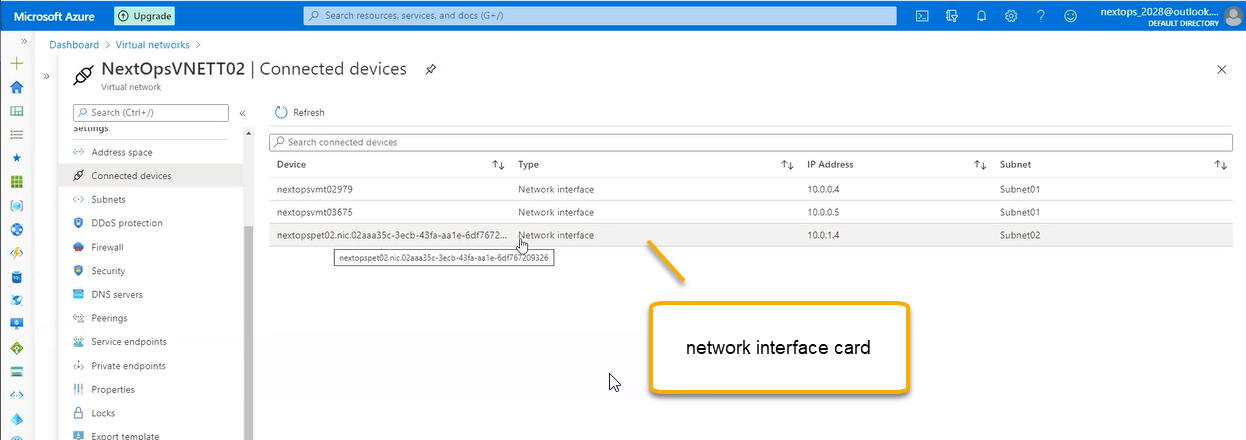 Microsoft Azure
Upgrade
Search resources, services, and docs (G+/)
nextops_2028@outlook....
DEFAULT DIRECTORY
Dashboard > Virtual networks >
NextOpsVNETT02 | Connected devices
Virtual network
Search (Ctrl+/)
Settings
Address space
Connected devices
Subnets
DDoS protection
Firewall
Security
DNS servers
Peerings
Service endpoints
Private endpoints
Properties
Locks
Export template
Refresh
Search connected devices
Device Type IP Address Subnet
nextopsvmt02979 Network interface 10.0.0.4 Subnet01
nextopsvmt03675 Network interface 10.0.0.5 Subnet01
nextopspet02.nic.02aaa35c-3ecb-43fa-aa1e-6df7672... Network interface 10.0.1.4 Subnet02
nextopspet02.nic.02aaa35c-3ecb-43fa-aa1e-6df767209326
network interface card